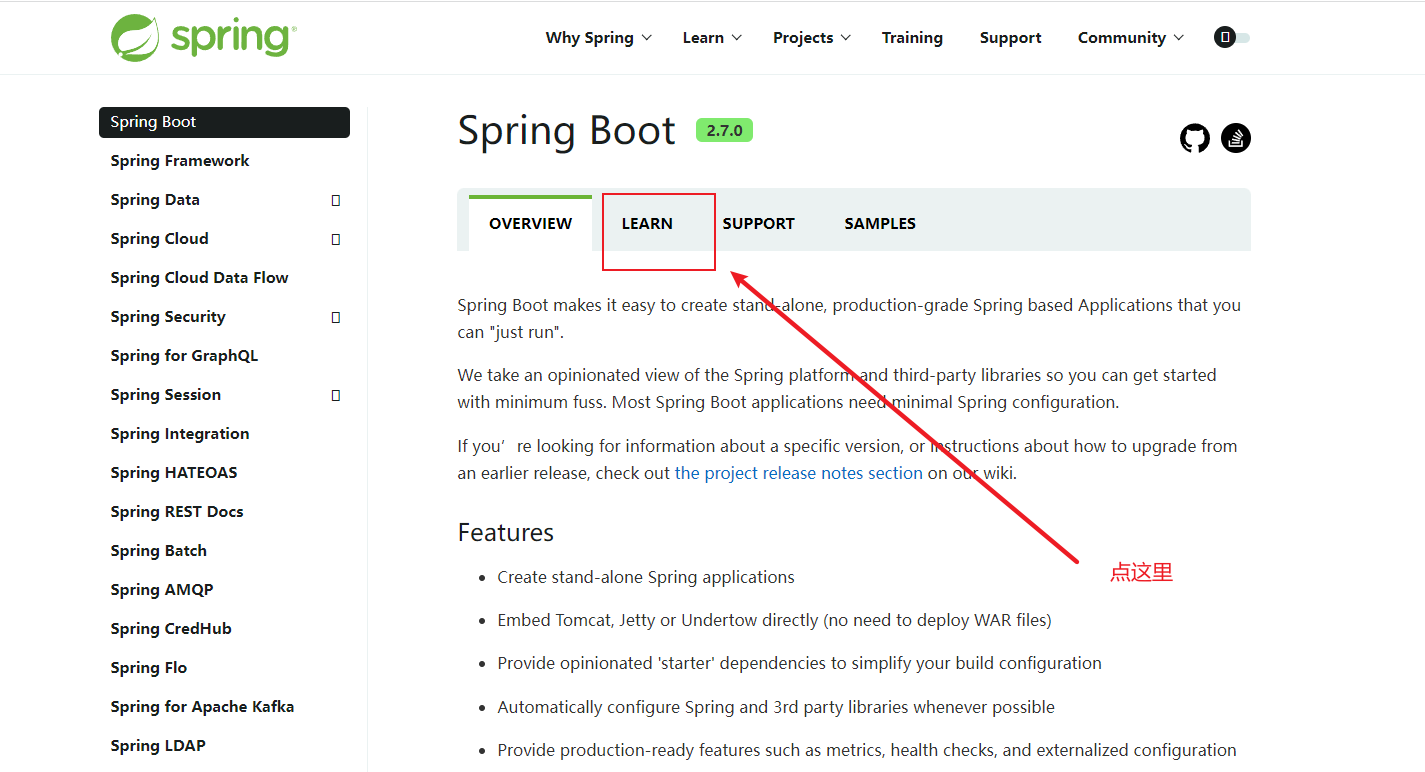 spring
Why Spring Learn Projects Training Support Community
Spring Boot
Spring Framework
Spring Data
Spring Cloud
Spring Cloud Data Flow
Spring Security
Spring for GraphQL
Spring Session
Spring Integration
Spring HATEOAS
Spring REST Docs
Spring Batch
Spring AMQP
Spring CredHub
Spring Flo
Spring for Apache Kafka
Spring LDAP
Spring Boot 2.7.0
OVERVIEW LEARN SUPPORT SAMPLES
Spring Boot makes it easy to create stand-alone, production-grade Spring based Applications that you
can "just run".
We take an opinionated view of the Spring platform and third-party libraries so you can get started
with minimum fuss. Most Spring Boot applications need minimal Spring configuration.
If you’re looking for information about a specific version, or instructions about how to upgrade from
an earlier release, check out the project release notes section on our wiki.
Features
• Create stand-alone Spring applications
点这里
• Embed Tomcat, Jetty or Undertow directly (no need to deploy WAR files)
• Provide opinionated 'starter' dependencies to simplify your build configuration
• Automatically configure Spring and 3rd party libraries whenever possible
• Provide production-ready features such as metrics, health checks, and externalized configuration